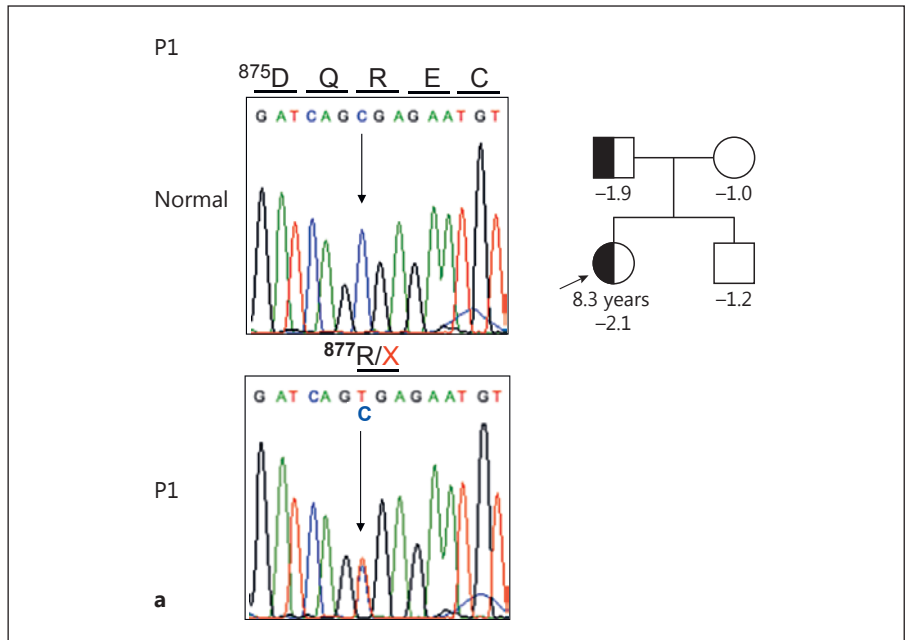 P1
875D Q R E C
G A T C A G C G A G A A T G T
Normal
877R/X
G A T C A G T G A G A A T G T
C
P1
a
−1.9
−1.0
8.3 years
−2.1
−1.2